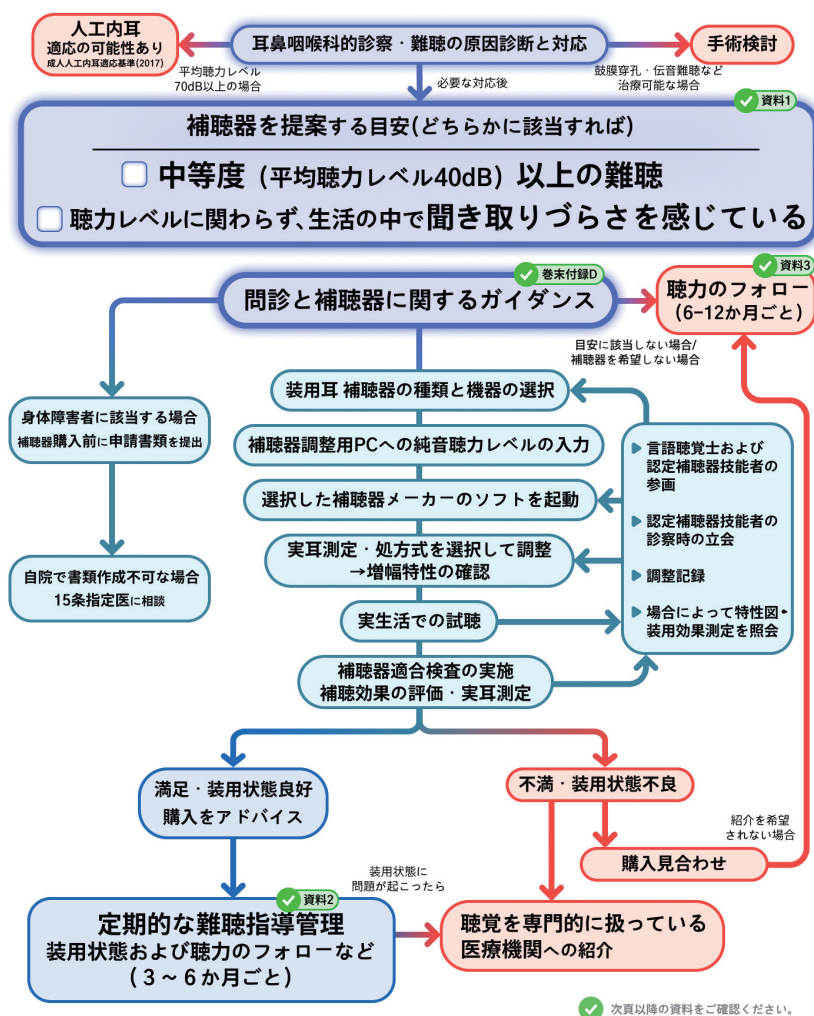 人工内耳
適応の可能性あり
成人人工内耳適応基準(2017)
耳鼻咽喉科的診察・難聴の原因診断と対応
手術検討
平均聴力レベル
70dB以上の場合
必要な対応後
鼓膜穿孔・伝音難聴など
治療可能な場合
資料1
補聴器を提案する目安(どちらかに該当すれば)
中等度(平均聴力レベル40dB)以上の難聴
聴力レベルに関わらず、生活の中で聞き取りづらさを感じている
巻末付録D
問診と補聴器に関するガイダンス
資料3
聴力のフォロー
(6-12か月ごと)
目安に該当しない場合/
補聴器を希望しない場合
装用耳 補聴器の種類と機器の選択
身体障害者に該当する場合
補聴器購入前に申請書類を提出
補聴器調整用PCへの純音聴力レベルの入力
選択した補聴器メーカーのソフトを起動
実耳測定・処方式を選択して調整
→増幅特性の確認
自院で書類作成不可な場合
15条指定医に相談
実生活での試聴
補聴器適合検査の実施
補聴効果の評価・実耳測定
▶ 言語聴覚士および
認定補聴器技能者の
参画
▶ 認定補聴器技能者の
診察時の立会
▶ 調整記録
▶ 場合によって特性図・
装用効果測定を照会
満足・装用状態良好
購入をアドバイス
不満・装用状態不良
紹介を希望
されない場合
購入見合わせ
装用状態に
問題が起こったら
資料2
定期的な難聴指導管理
装用状態および聴力のフォローなど
(3～6か月ごと)
聴覚を専門的に扱っている
医療機関への紹介
次頁以降の資料をご確認ください。